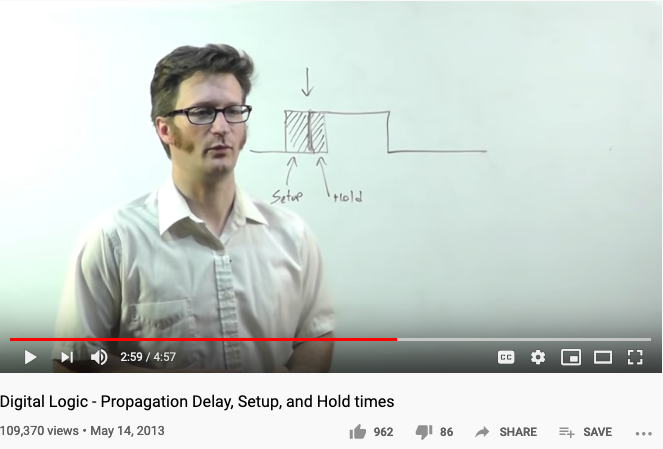 Setup Hold
2:59 / 4:57
CC
Digital Logic - Propagation Delay, Setup, and Hold times
109,370 views • May 14, 2013
962 86 SHARE SAVE